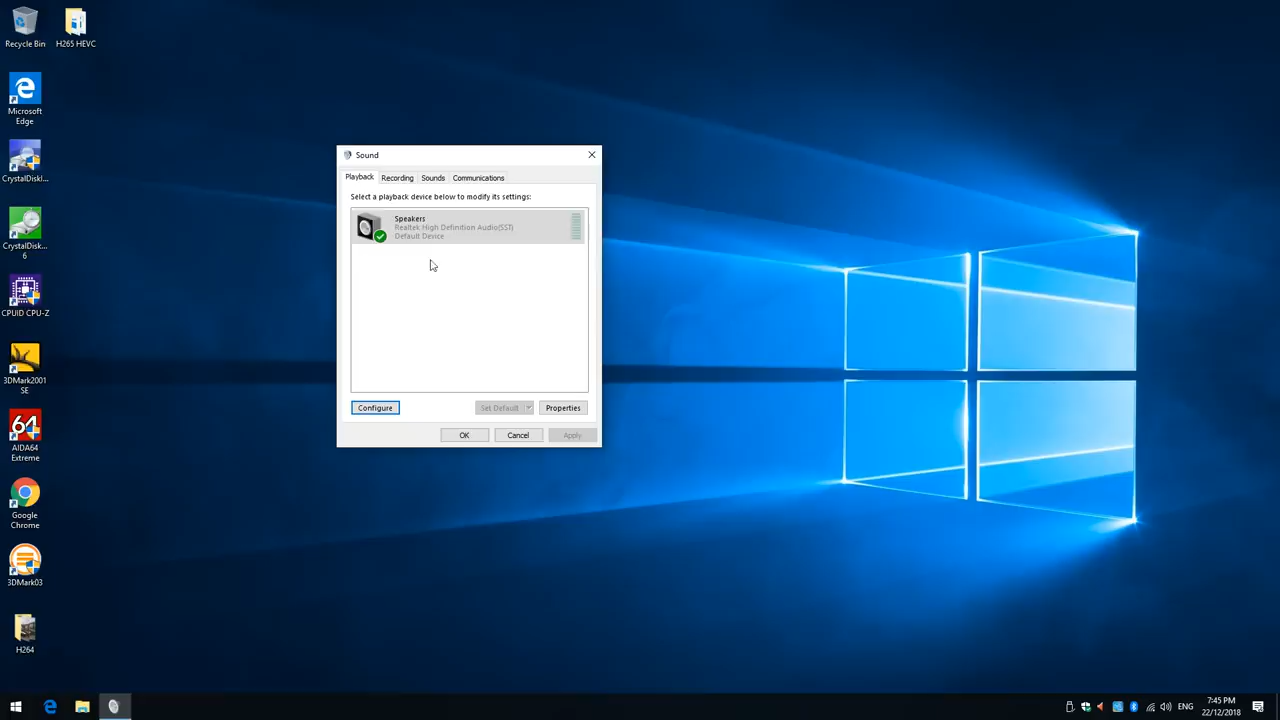 Recycle Bin
H265 HEVC
Microsoft
Edge
CrystalDiskI...
CrystalDisk...
6
CPUID CPU-Z
3DMark2001
SE
64
AIDA64
Extreme
Google
Chrome
3DMark03
H264
Sound
Playback
Recording
Sounds
Communications
Select a playback device below to modify its settings:
Speakers
Realtek High Definition Audio(SST)
Default Device
Configure
Set Default
Properties
OK
Cancel
Apply
ENG
7:45 PM
22/12/2018